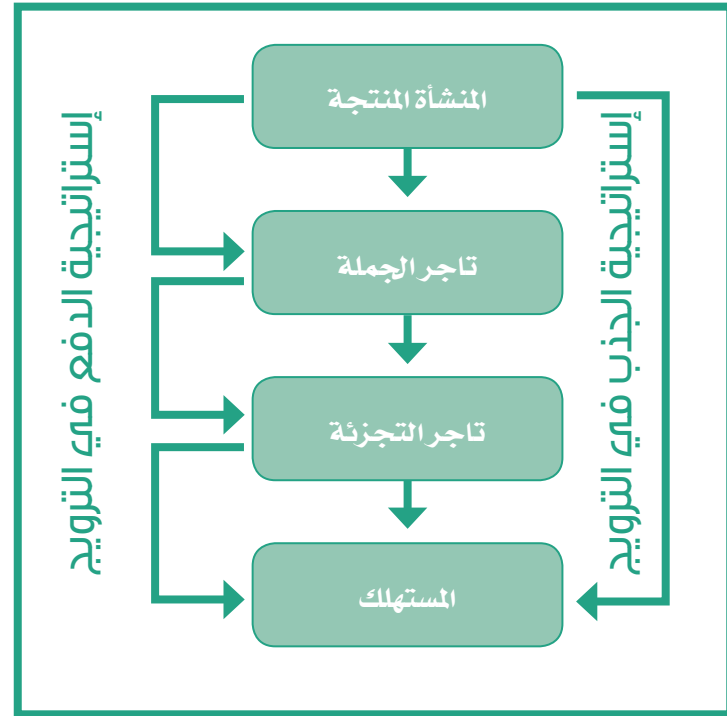 إستراتيجية الجذب في الترويج
المنشأة المنتجة
تاجر الجملة
تاجر التجزئة
المستهلك
إستراتيجية الدفع في الترويج